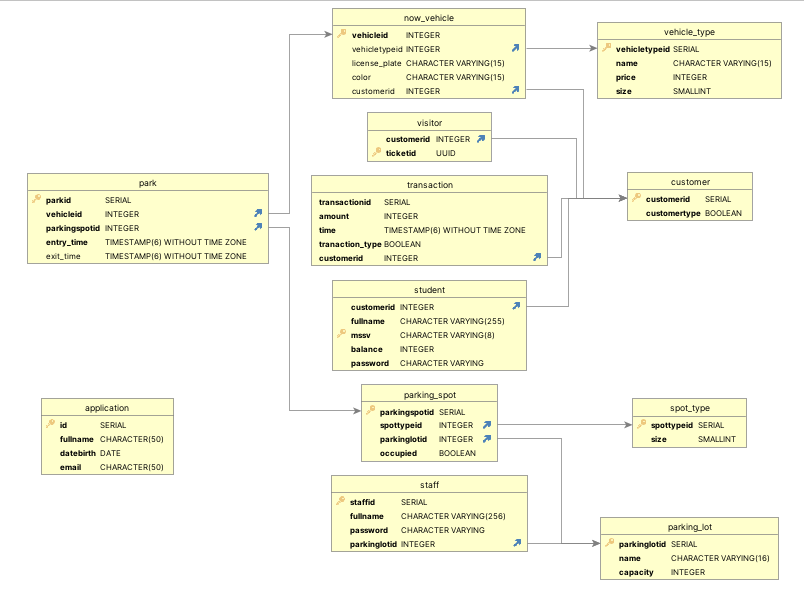 now_vehicle
vehicleid INTEGER
vehicletypeid INTEGER
license_plate CHARACTER VARYING(15)
color CHARACTER VARYING(15)
customerid INTEGER
vehicle_type
vehicletypeid SERIAL
name CHARACTER VARYING(15)
price INTEGER
size SMALLINT
visitor
customerid INTEGER
ticketid UUID
park
parkid SERIAL
vehicleid INTEGER
parkingspotid INTEGER
entry_time TIMESTAMP(6) WITHOUT TIME ZONE
exit_time TIMESTAMP(6) WITHOUT TIME ZONE
transaction
transactionid SERIAL
amount INTEGER
time TIMESTAMP(6) WITHOUT TIME ZONE
tranaction_type BOOLEAN
customerid INTEGER
customer
customerid SERIAL
customertype BOOLEAN
student
customerid INTEGER
fullname CHARACTER VARYING(255)
mssv CHARACTER VARYING(8)
balance INTEGER
password CHARACTER VARYING
application
id SERIAL
fullname CHARACTER(50)
datebirth DATE
email CHARACTER(50)
parking_spot
parkingspotid SERIAL
spottypeid INTEGER
parkinglotid INTEGER
occupied BOOLEAN
spot_type
spottypeid SERIAL
size SMALLINT
staff
staffid SERIAL
fullname CHARACTER VARYING(256)
password CHARACTER VARYING
parkinglotid INTEGER
parking_lot
parkinglotid SERIAL
name CHARACTER VARYING(16)
capacity INTEGER